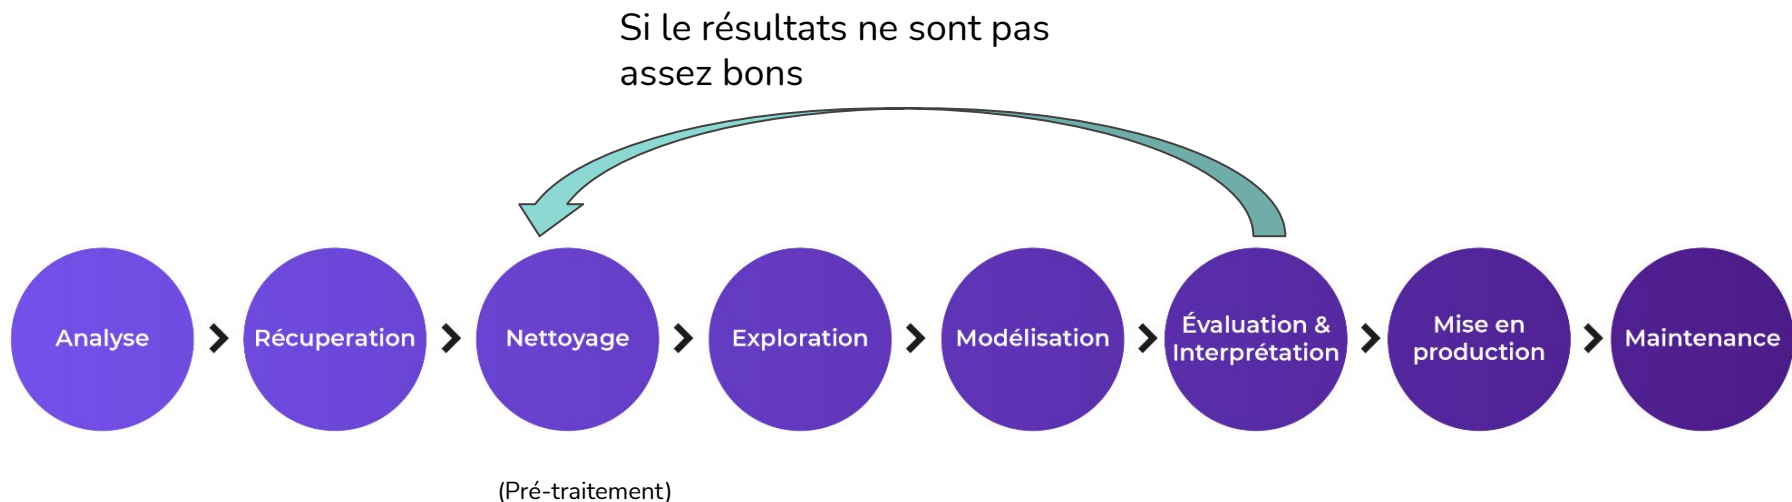 Si le résultats ne sont pas
assez bons
Analyse
Récuperation
Nettoyage
Exploration
Modélisation
Évaluation &
Interprétation
Mise en
production
Maintenance
(Pré-traitement)